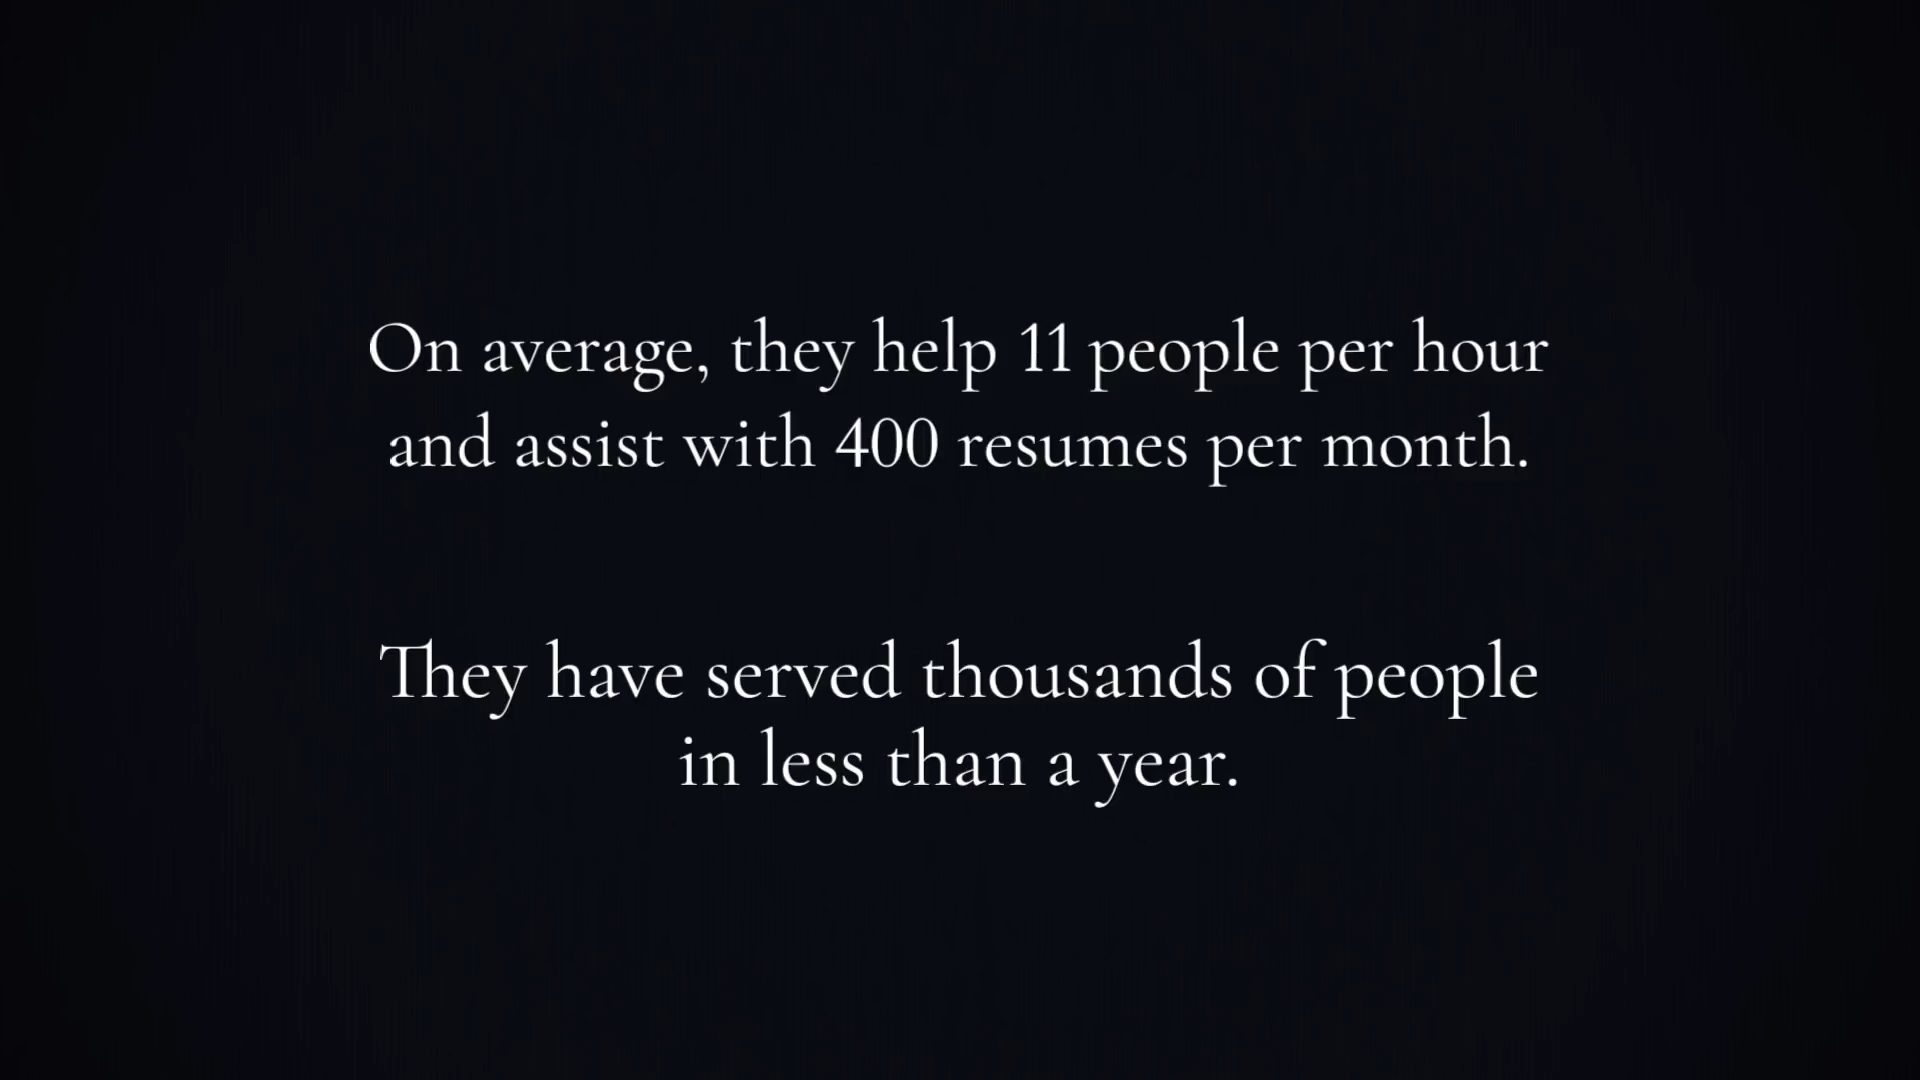 On average, they help 11 people per hour
and assist with 400 resumes per month.
They have served thousands of people
in less than a year.